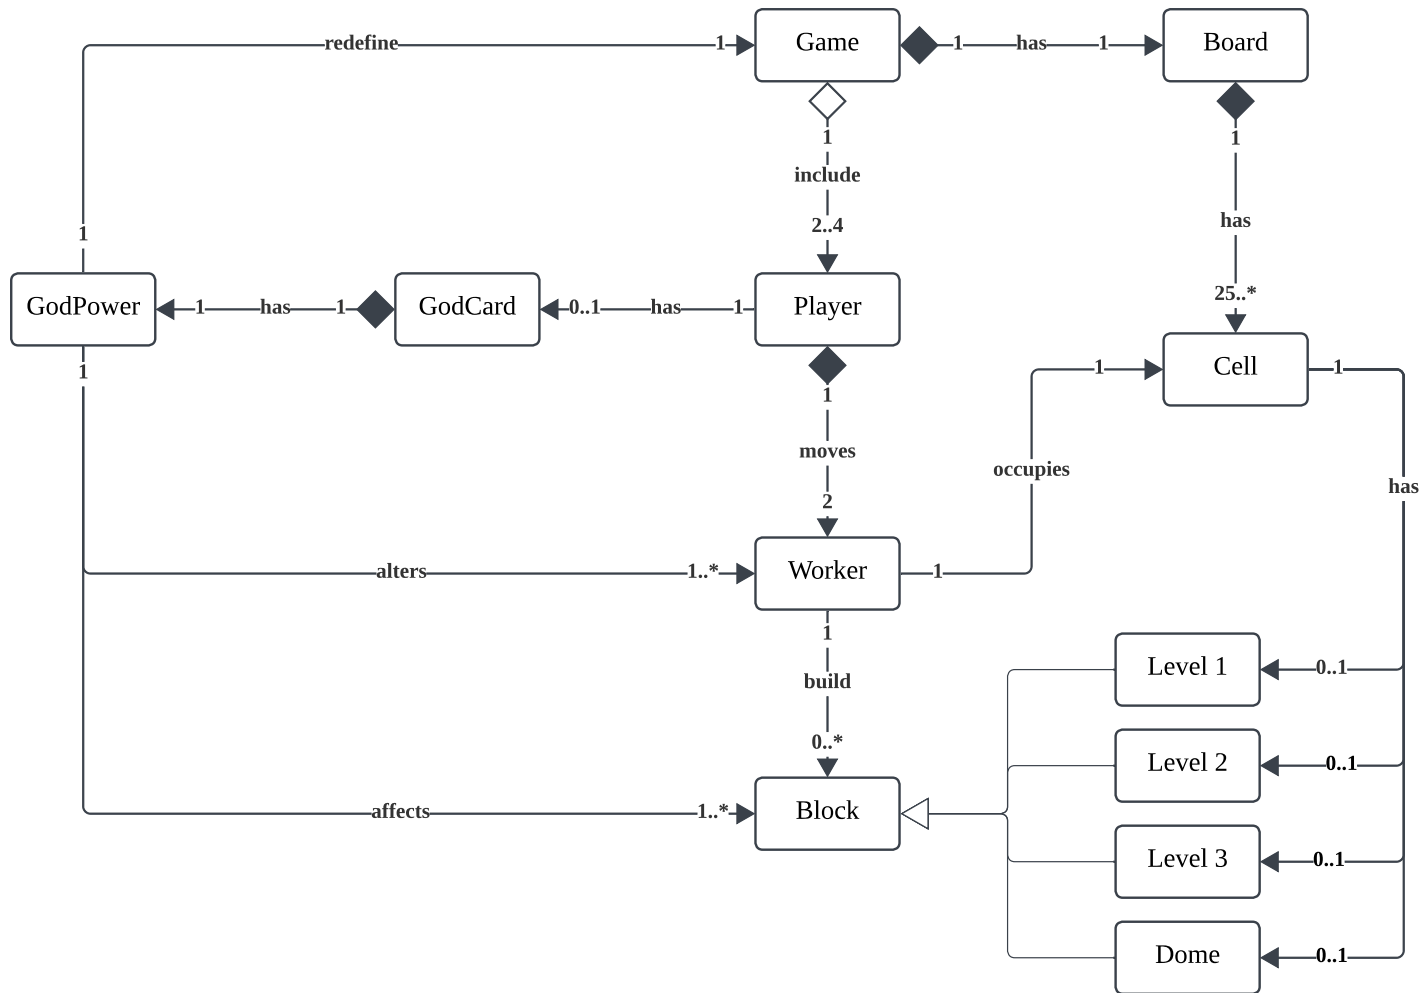 Game
Board
redefine
1
1
has
1
1
1
include
has
1
2..4
25..*
1
GodPower
1
has
1
GodCard
0..1
has
1
Player
Cell
1
1
1
1
moves
occupies
has
2
alters
1..*
Worker
1
1
build
0..*
Level 1
0..1
Level 2
0..1
affects
1..*
Block
Level 3
0..1
Dome
0..1